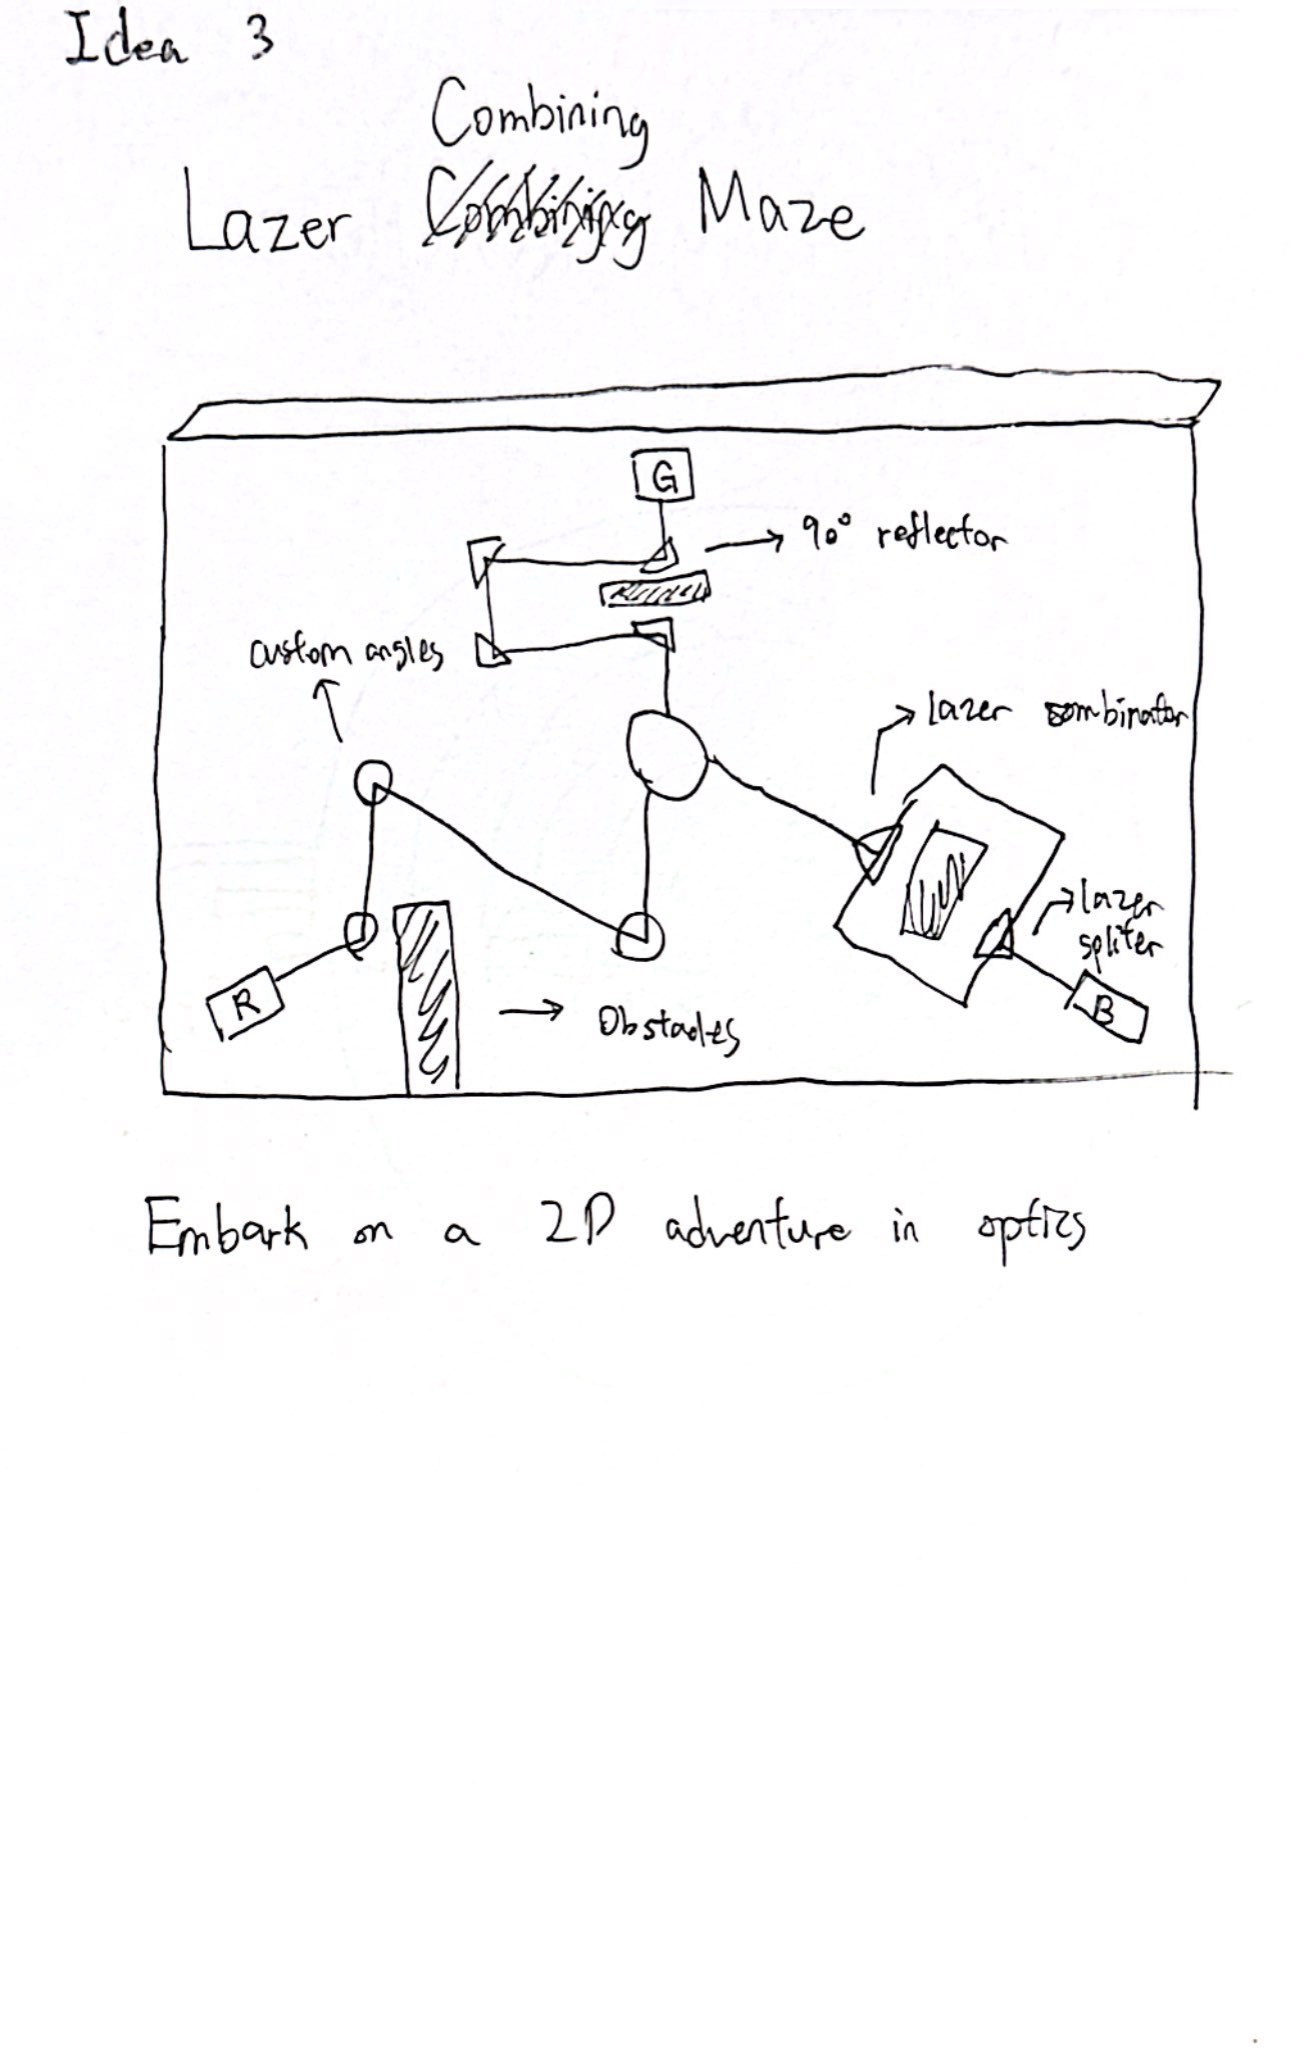 Idea 3
Combining
Lazer Combining Maze
G
90° reflector
custom angles
lazer combinator
lazer
spliter
R
B
Obstacles
Embark on a 2D adventure in optics